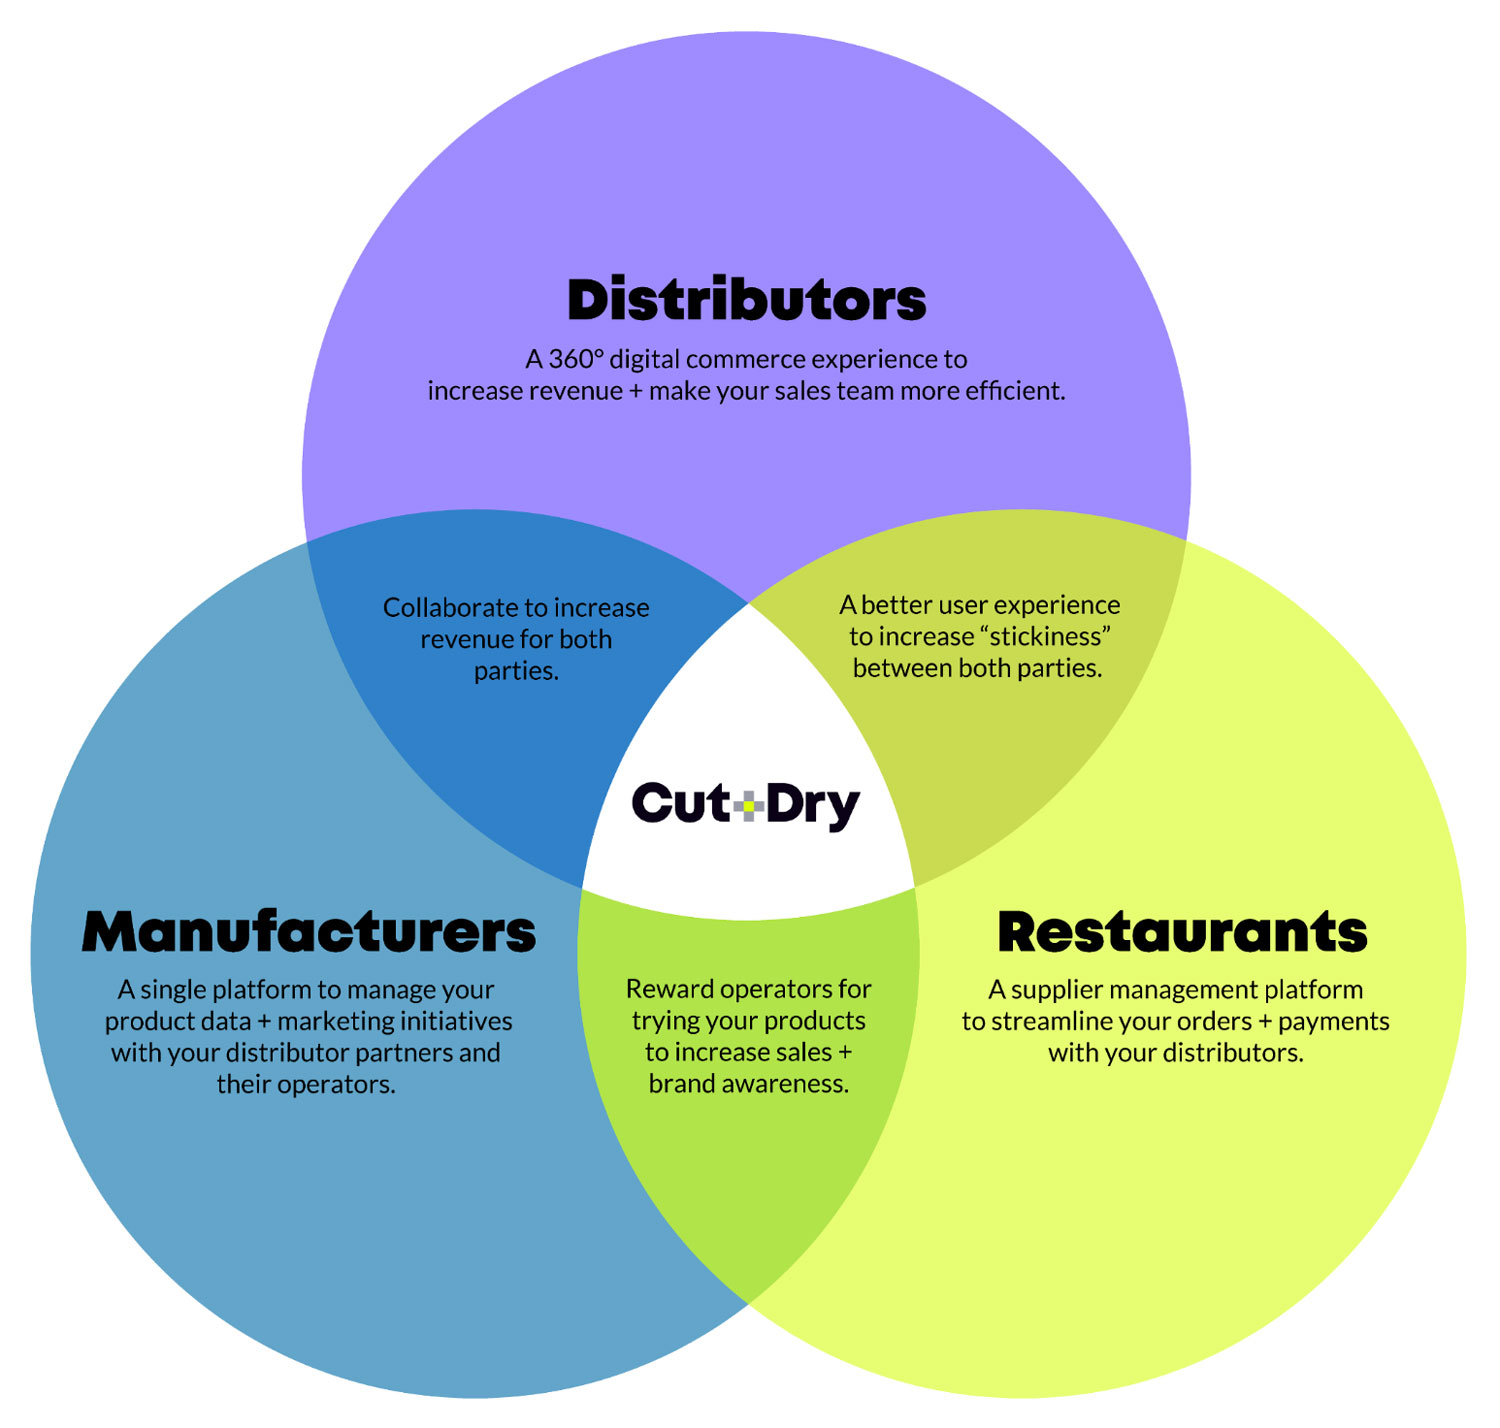 Distributors
A 360° digital commerce experience to
increase revenue + make your sales team more efficient.
Collaborate to increase
revenue for both
parties.
A better user experience
to increase “stickiness”
between both parties.
Cut+Dry
Manufacturers
A single platform to manage your
product data + marketing initiatives
with your distributor partners and
their operators.
Reward operators for
trying your products
to increase sales +
brand awareness.
Restaurants
A supplier management platform
to streamline your orders + payments
with your distributors.